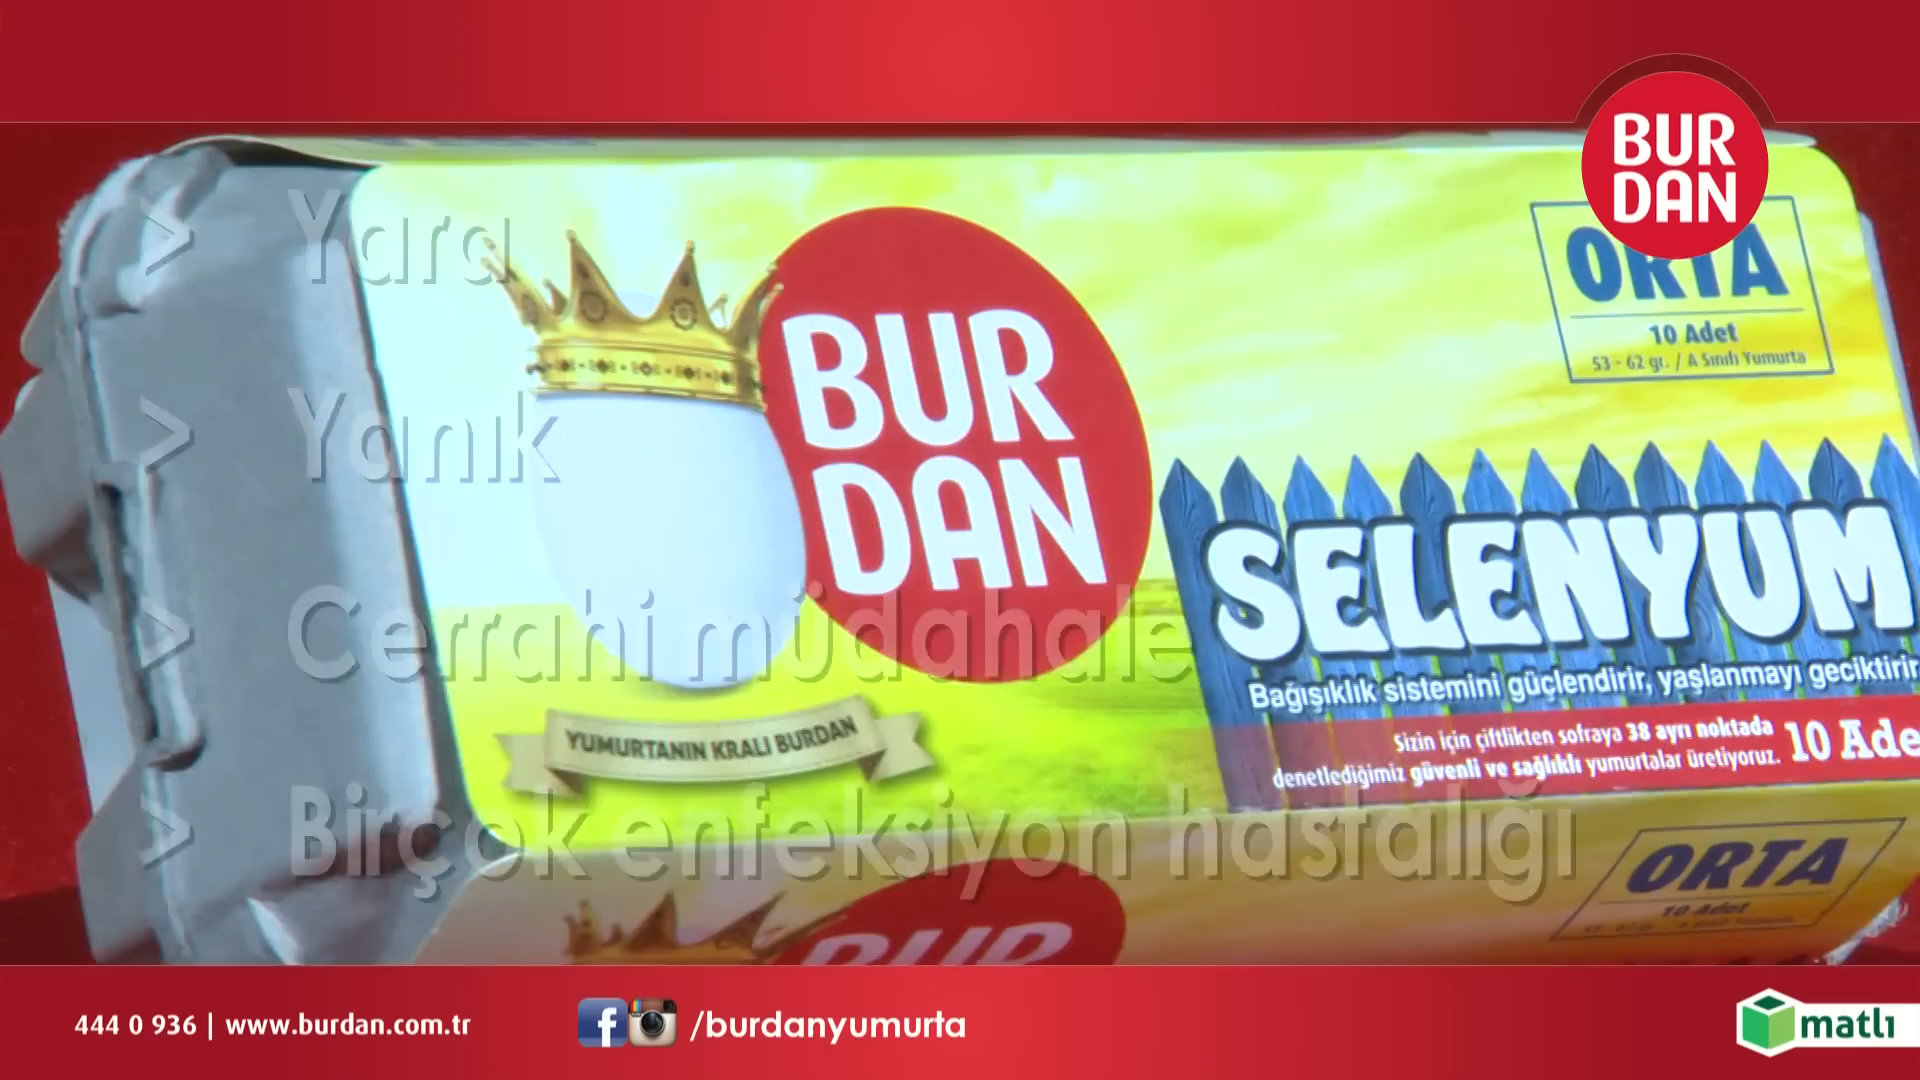 BUR
DAN
> Yara
> Yanık
> Cerrahi müdahale
> Birçok enfeksiyon hastalığı
BUR
DAN
ORTA
10 Adet
53 - 62 gr. / A Sınıfı Yumurta
SELENYUM
Bağışıklık sistemini güçlendirir, yaşlanmayı geciktirir
Sizin için çiftlikten sofraya 38 ayrı noktada
denetlediğimiz güvenli ve sağlıklı yumurtalar üretiyoruz.
10 Ade
YUMURTANIN KRALI BURDAN
BUR
ORTA
10 Adet
444 0 936 | www.burdan.com.tr
/burdanyumurta
matlı